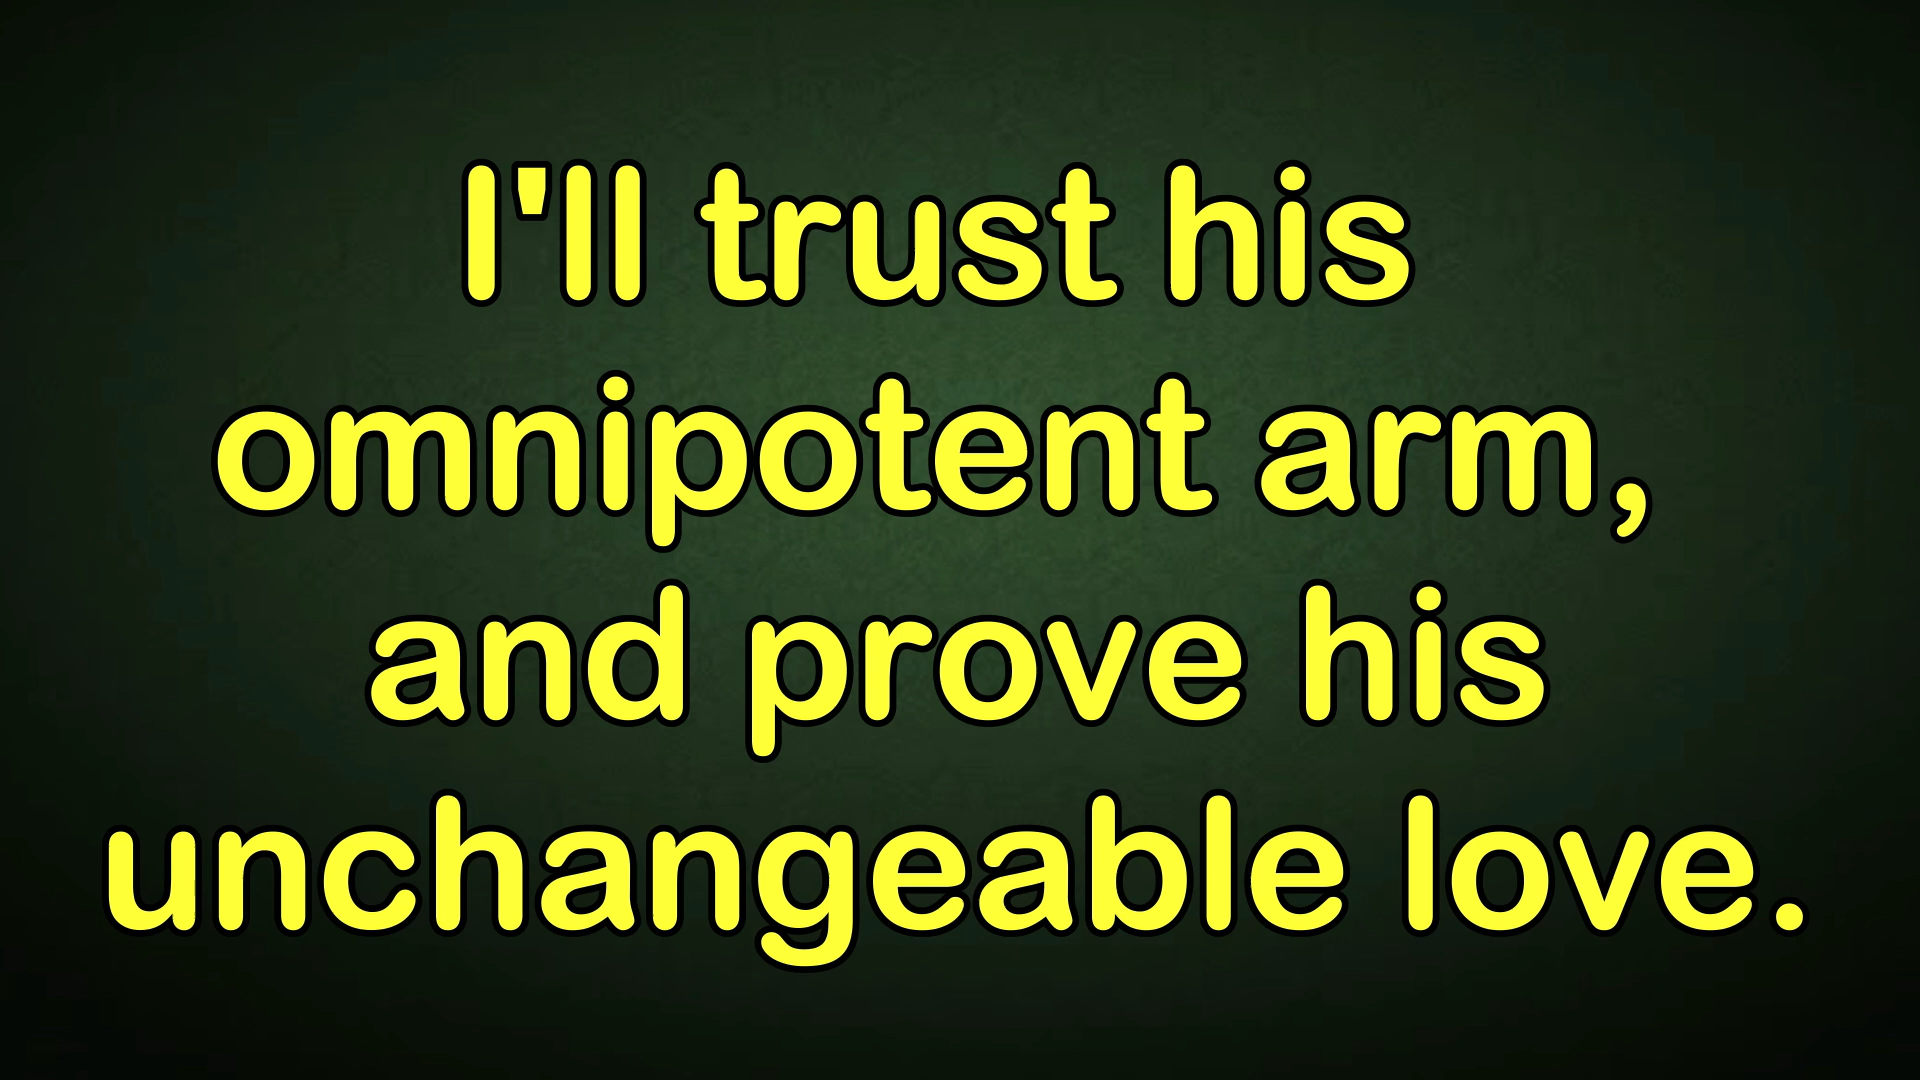 I'll trust his
omnipotent arm,
and prove his
unchangeable love.